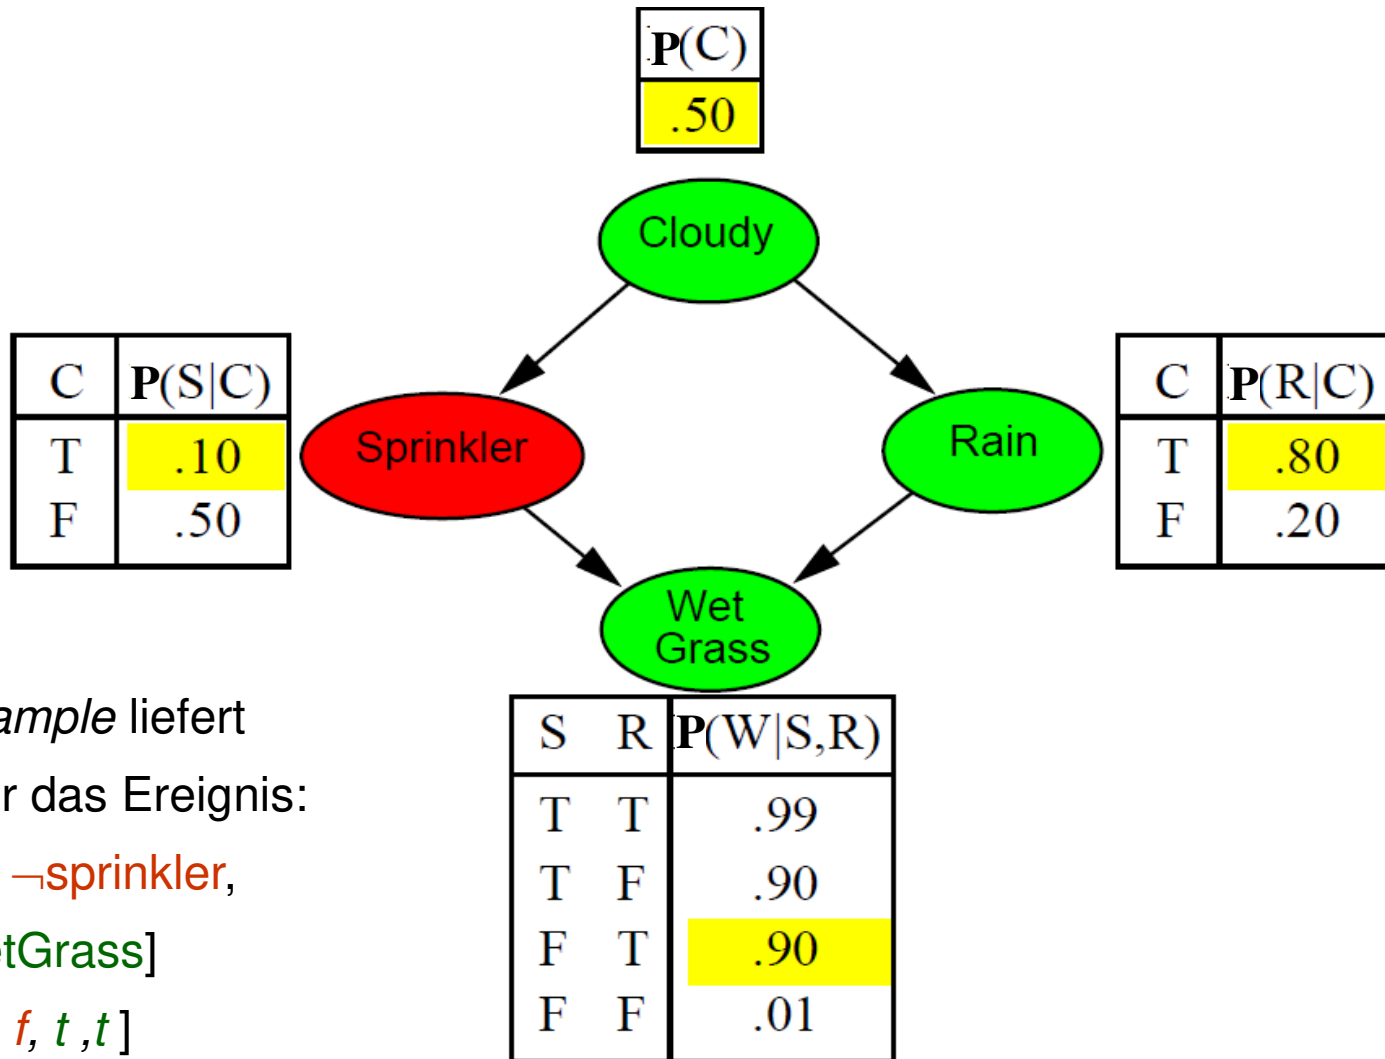 P(C)
.50
Cloudy
C P(S|C)
T .10
F .50
Sprinkler
Rain
C P(R|C)
T .80
F .20
Wet
Grass
S R P(W|S,R)
T T .99
T F .90
F T .90
F F .01
ample liefert
r das Ereignis:
¬sprinkler,
etGrass]
f, t ,t ]